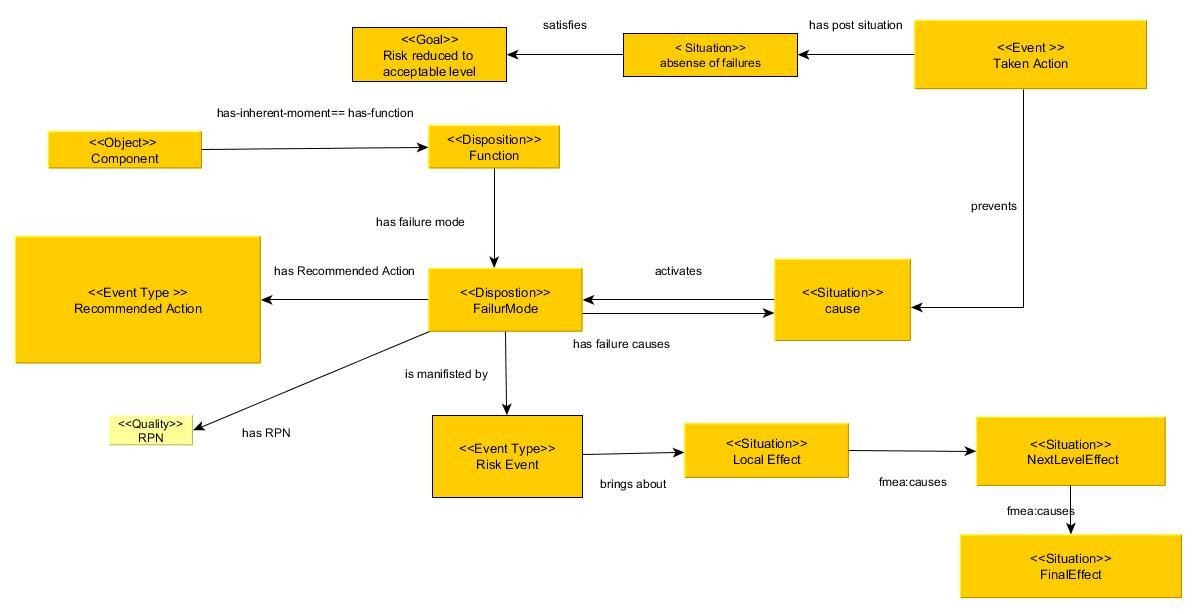 satisfies
has post situation
<<Goal>>
Risk reduced to
acceptable level
< Situation>>
absense of failures
<<Event >>
Taken Action
has-inherent-moment== has-function
<<Object>>
Component
<<Disposition>>
Function
prevents
has failure mode
has Recommended Action
activates
<<Event Type >>
Recommended Action
<<Dispostion>>
FailurMode
<<Situation>>
cause
has failure causes
is manifisted by
<<Quality>>
RPN
has RPN
<<Event Type>>
Risk Event
brings about
<<Situation>>
Local Effect
fmea:causes
<<Situation>>
NextLevelEffect
fmea:causes
<<Situation>>
FinalEffect